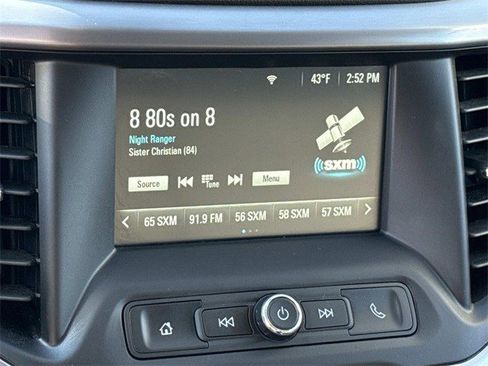 43°F 2:52 PM
8 80s on 8
Night Ranger
Sister Christian (84)
sxm
Source Tune Menu
65 SXM 91.9 FM 56 SXM 58 SXM 57 SXM